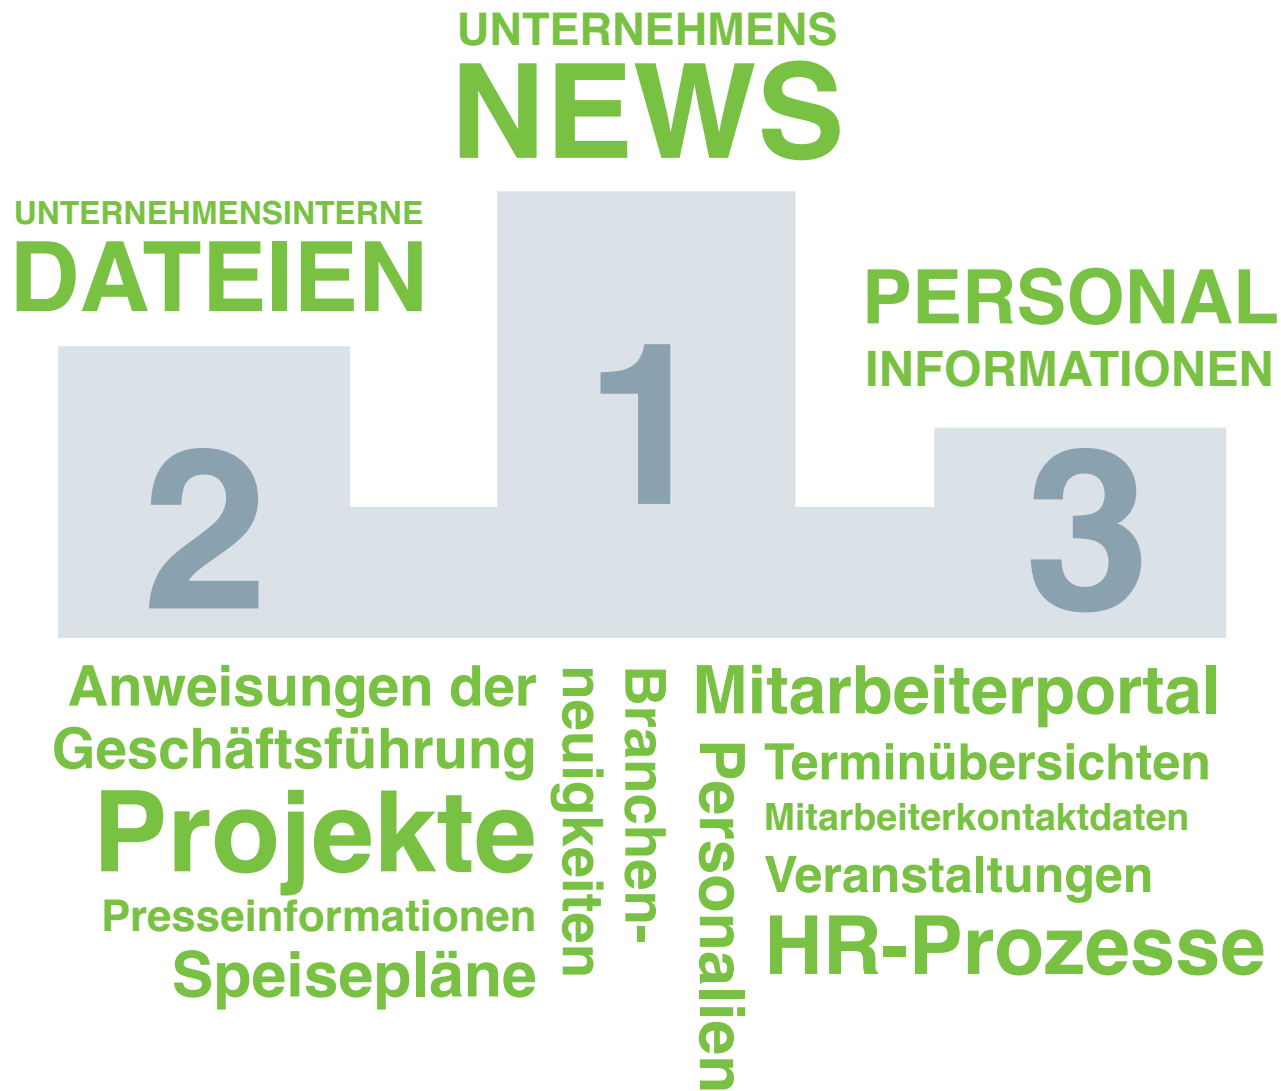 UNTERNEHMENS
NEWS
UNTERNEHMENSINTERNE
DATEIEN
PERSONAL
INFORMATIONEN
1
2
3
Anweisungen der
Geschäftsführung
Projekte
Presseinformationen
Speisepläne
Branchen-
neuigkeiten
Mitarbeiterportal
Personalien
Terminübersichten
Mitarbeiterkontaktdaten
Veranstaltungen
HR-Prozesse